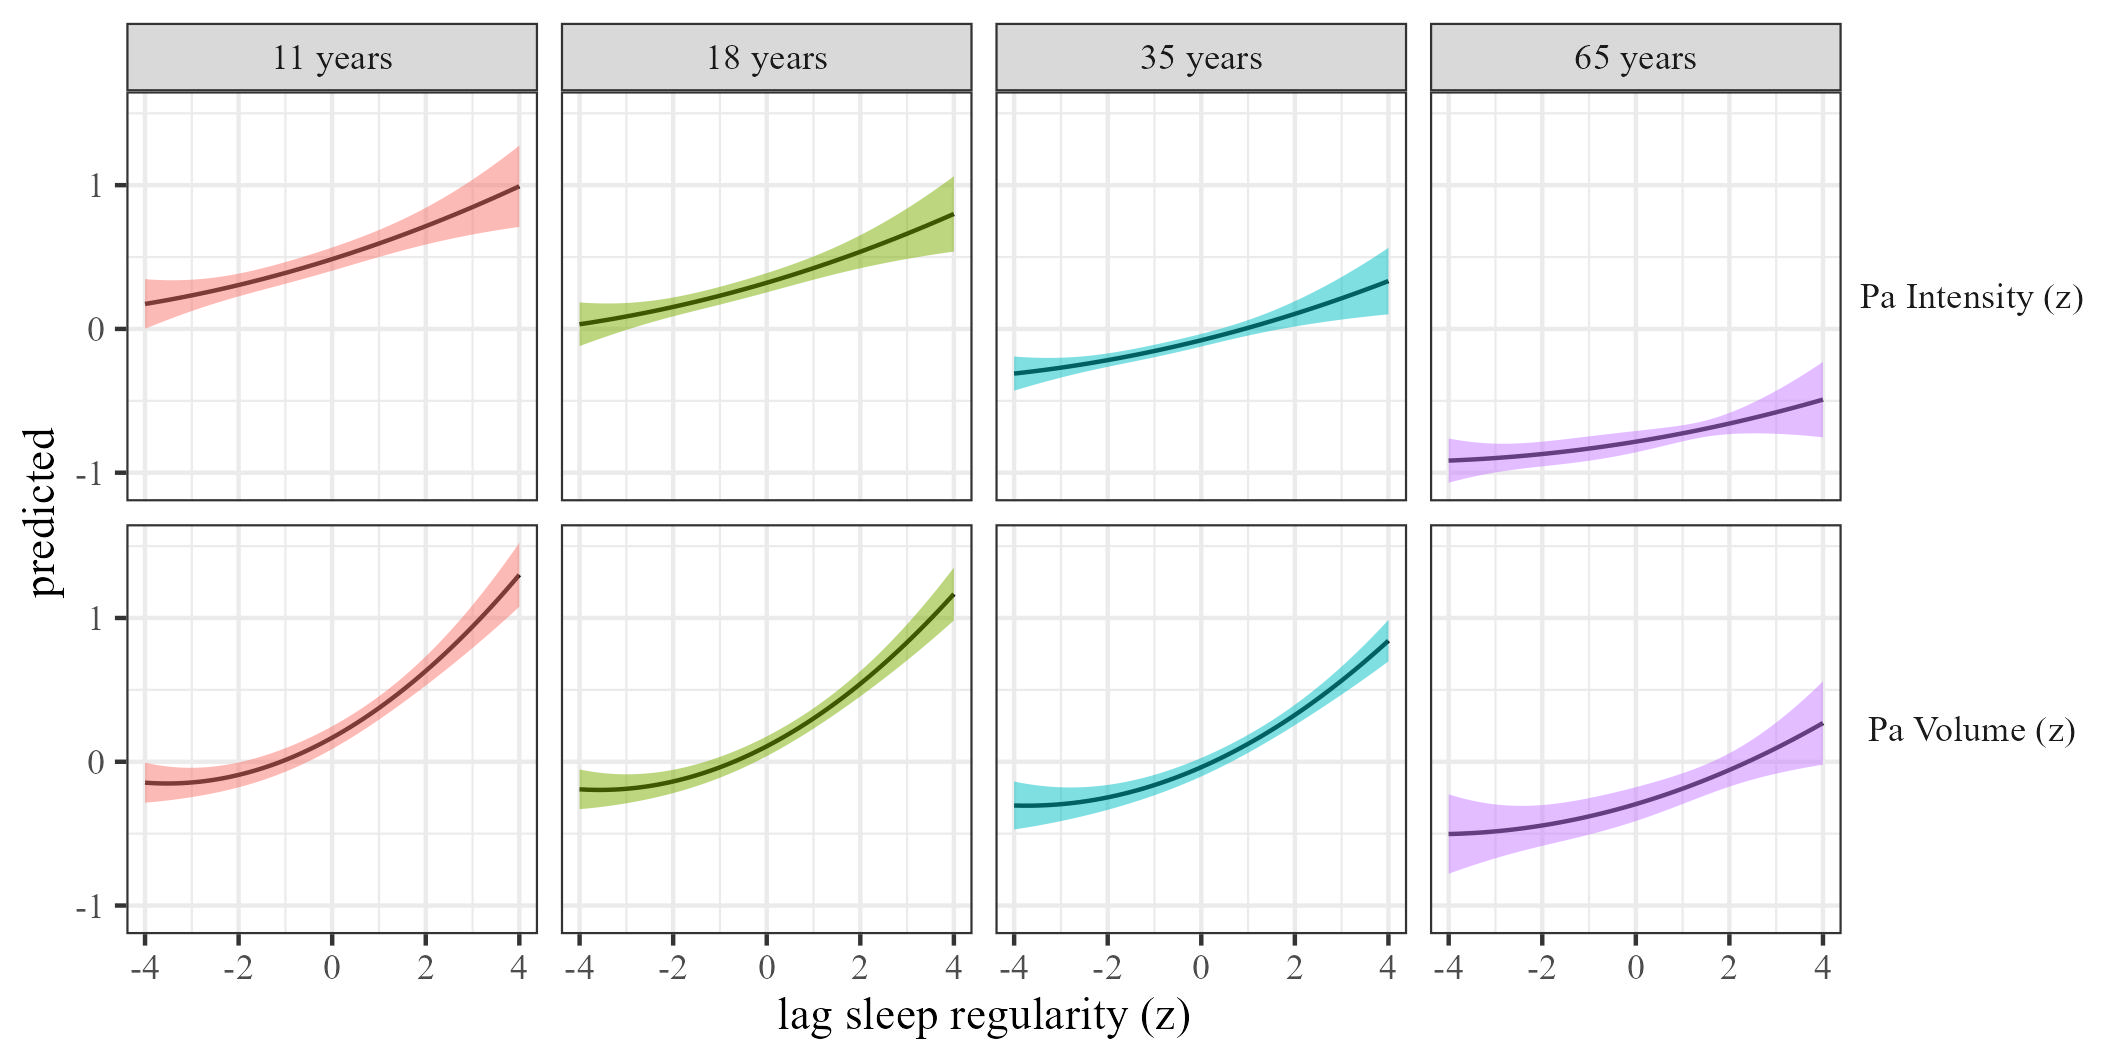 11 years 18 years 35 years 65 years
1
0
-1
Pa Intensity (z)
predicted
1
0
-1
Pa Volume (z)
-4 -2 0 2 4 -4 -2 0 2 4 -4 -2 0 2 4 -4 -2 0 2 4
lag sleep regularity (z)